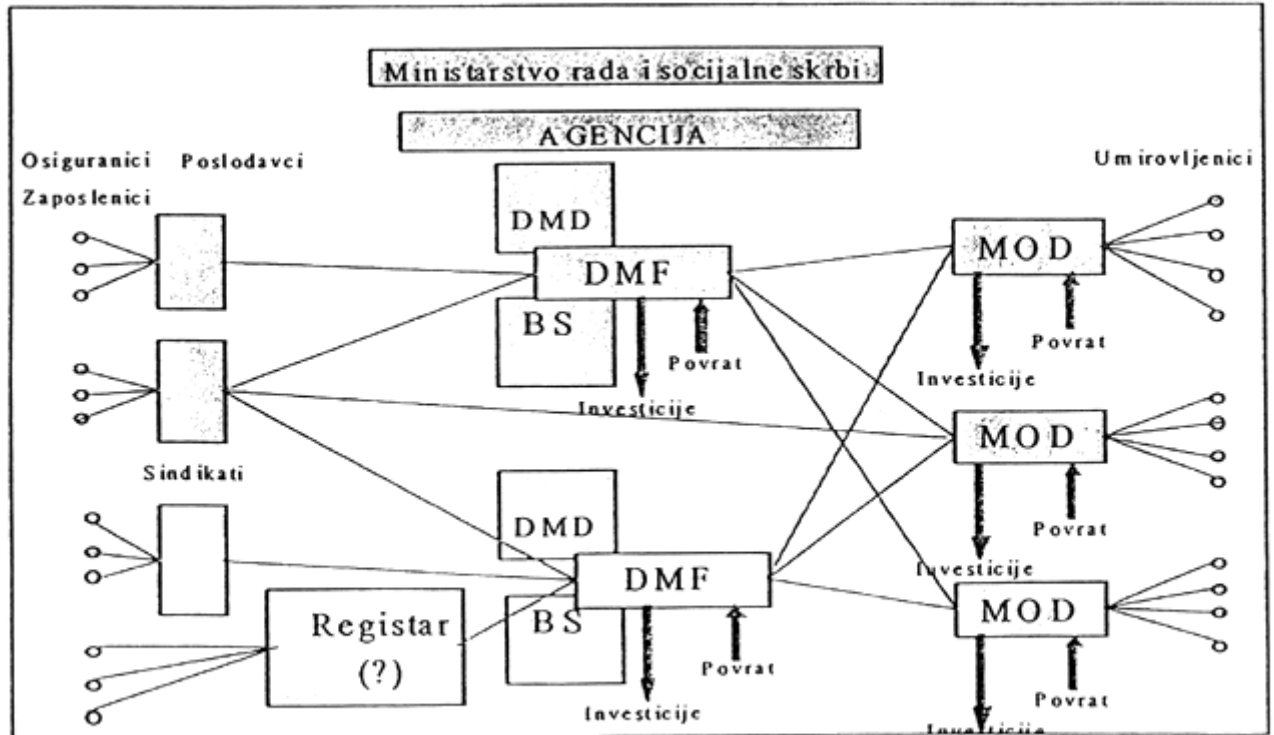 Ministarstvo rada i socijalne skrbi
AGENCIJA
Osiguranici Poslodavci
Zaposlenici
Umirovljenici
DMD
DMF
BS
Povrat
Investicije
MOD
Povrat
Investicije
MOD
Povrat
Investicije
Sindikati
DMD
DMF
BS
Povrat
Investicije
Registar
(?)
MOD
Povrat
Investicije